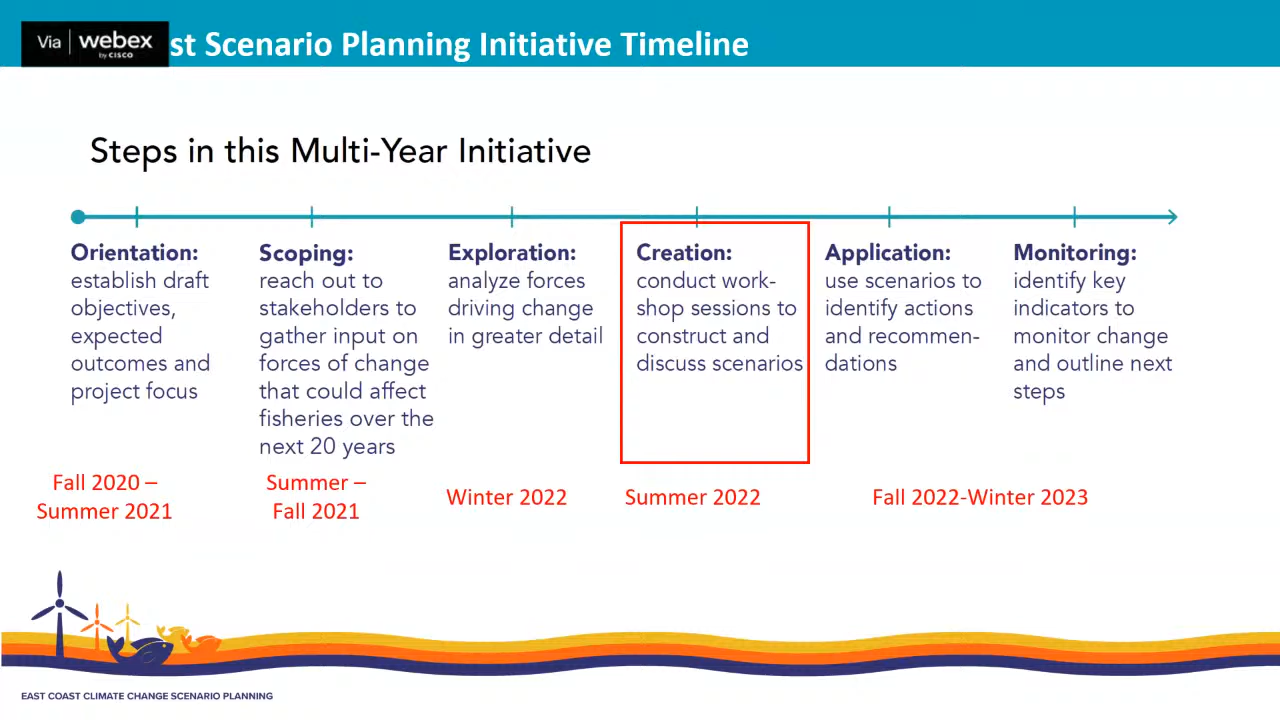 Via webex
by CISCO
st Scenario Planning Initiative Timeline
Steps in this Multi-Year Initiative
Orientation:
establish draft
objectives,
expected
outcomes and
project focus
Fall 2020 –
Summer 2021
Scoping:
reach out to
stakeholders to
gather input on
forces of change
that could affect
fisheries over the
next 20 years
Summer –
Fall 2021
Exploration:
analyze forces
driving change
in greater detail
Winter 2022
Creation:
conduct work-
shop sessions to
construct and
discuss scenarios
Summer 2022
Application:
use scenarios to
identify actions
and recommen-
dations
Monitoring:
identify key
indicators to
monitor change
and outline next
steps
Fall 2022-Winter 2023
EAST COAST CLIMATE CHANGE SCENARIO PLANNING